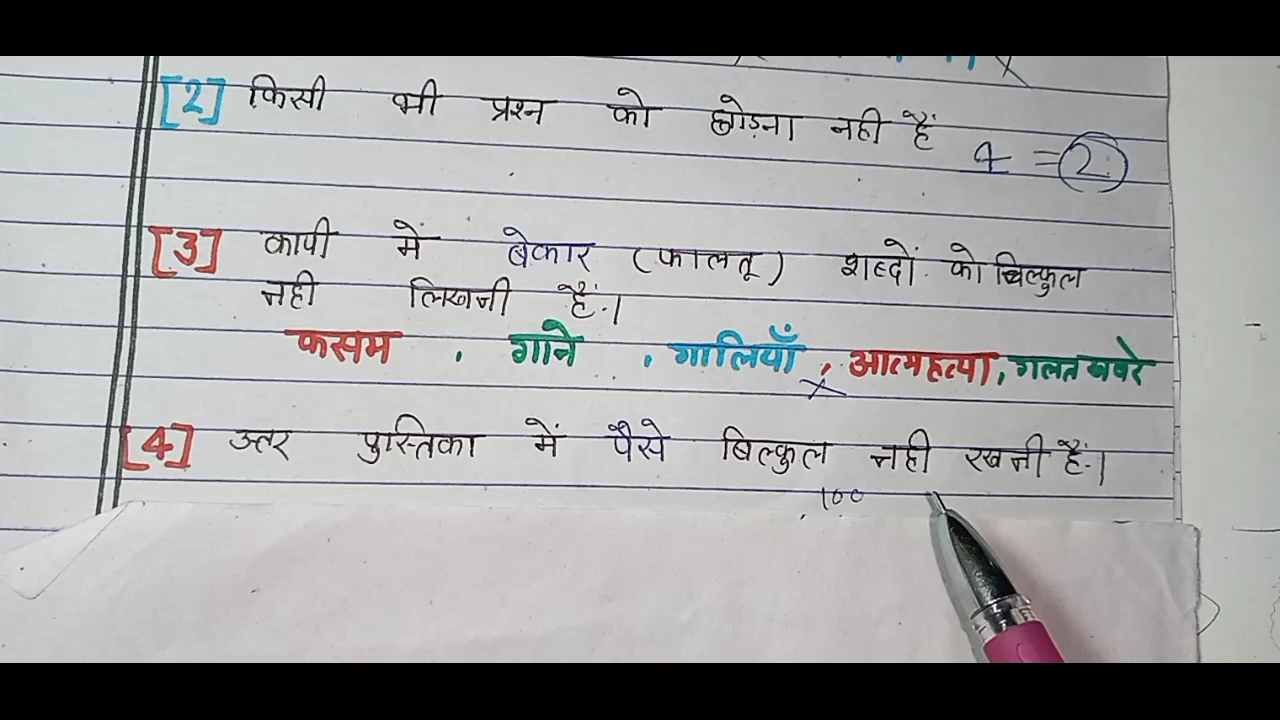 [2] किसी भी प्रश्न को छोड़ना नही हैं
4 = 2
[3] कापी में बेकार (फालतू) शब्दों को बिल्कुल
नही लिखनी हैं।
कसम , गाने , गालियाँ , आत्महत्या, गलत खबरे
[4] उत्तर पुस्तिका में पैसे बिल्कुल नही रखनी हैं।
100